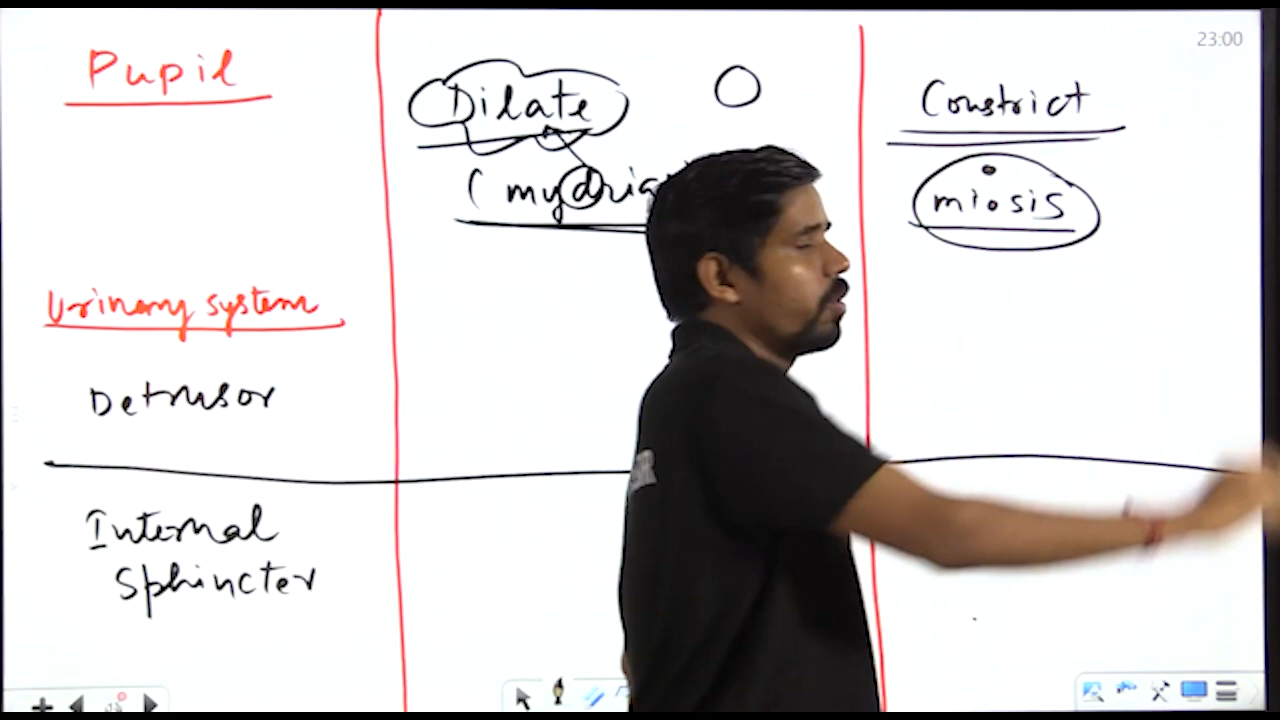 23:00
Pupil
Dilate
Constrict
miosis
Urinary system
Detrusor
Internal
Sphincter